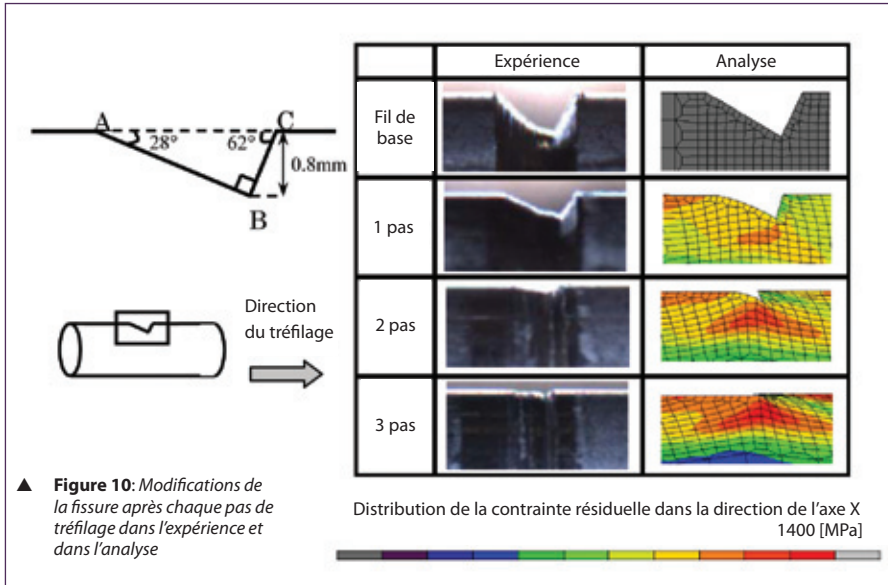 Expérience
Analyse
A
C
28°
62°
0.8mm
B
Fil de
base
1 pas
Direction
du tréfilage
2 pas
3 pas
▲ Figure 10: Modifications de
la fissure après chaque pas de
tréfilage dans l'expérience et
dans l'analyse
Distribution de la contrainte résiduelle dans la direction de l'axe X
1400 [MPa]